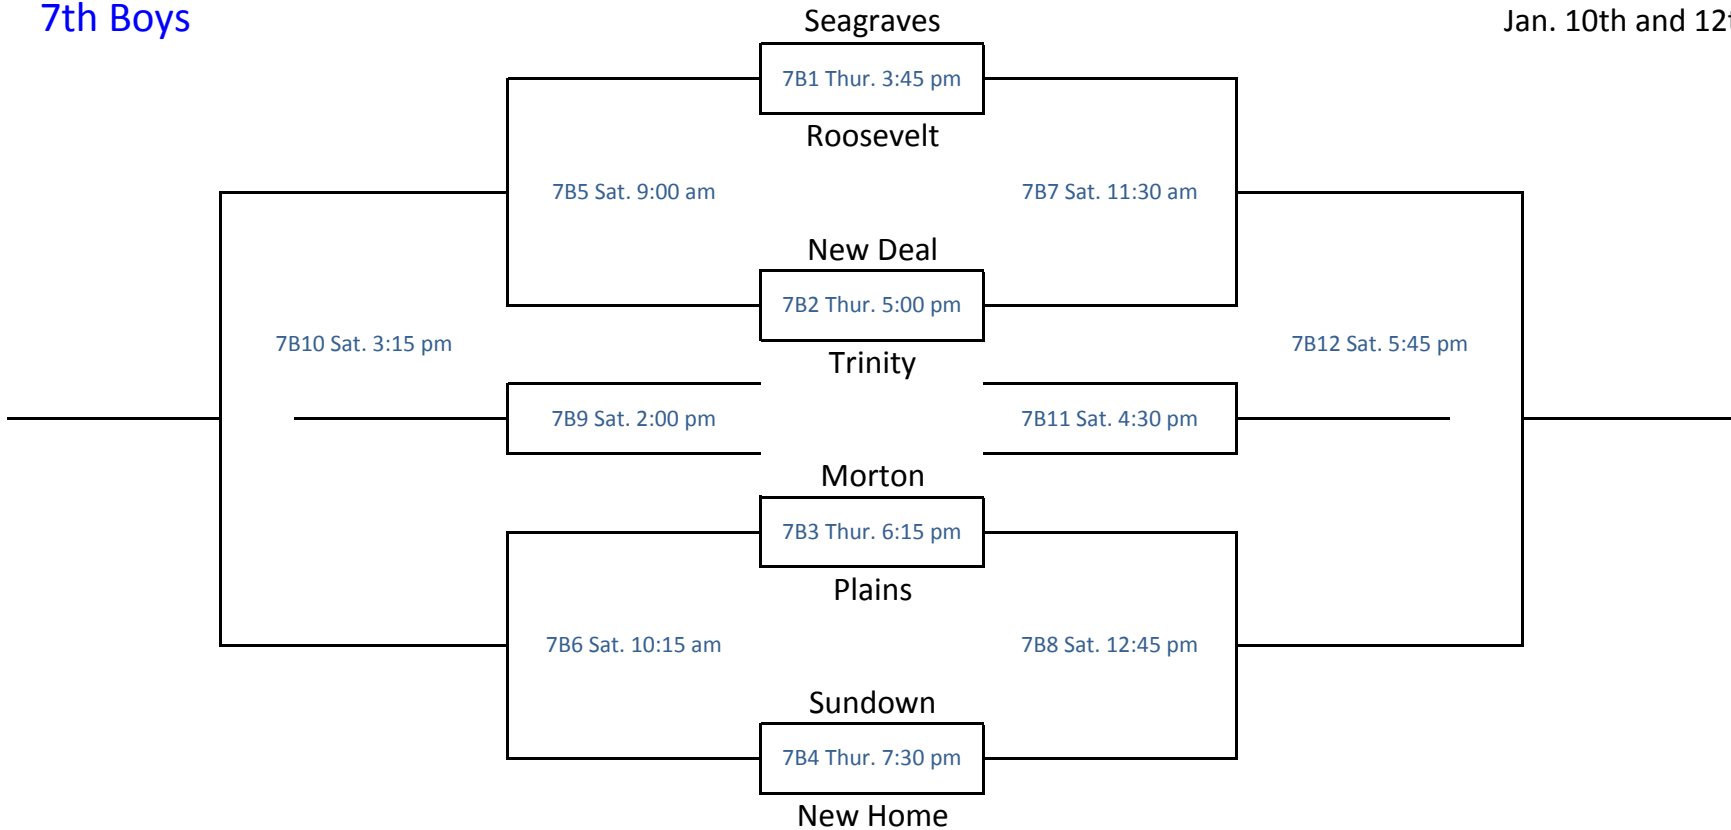 7th Boys
Seagraves
Jan. 10th and 12t
7B1 Thur. 3:45 pm
Roosevelt
7B5 Sat. 9:00 am
7B7 Sat. 11:30 am
New Deal
7B2 Thur. 5:00 pm
7B10 Sat. 3:15 pm
7B12 Sat. 5:45 pm
Trinity
7B9 Sat. 2:00 pm
7B11 Sat. 4:30 pm
Morton
7B3 Thur. 6:15 pm
Plains
7B6 Sat. 10:15 am
7B8 Sat. 12:45 pm
Sundown
7B4 Thur. 7:30 pm
New Home